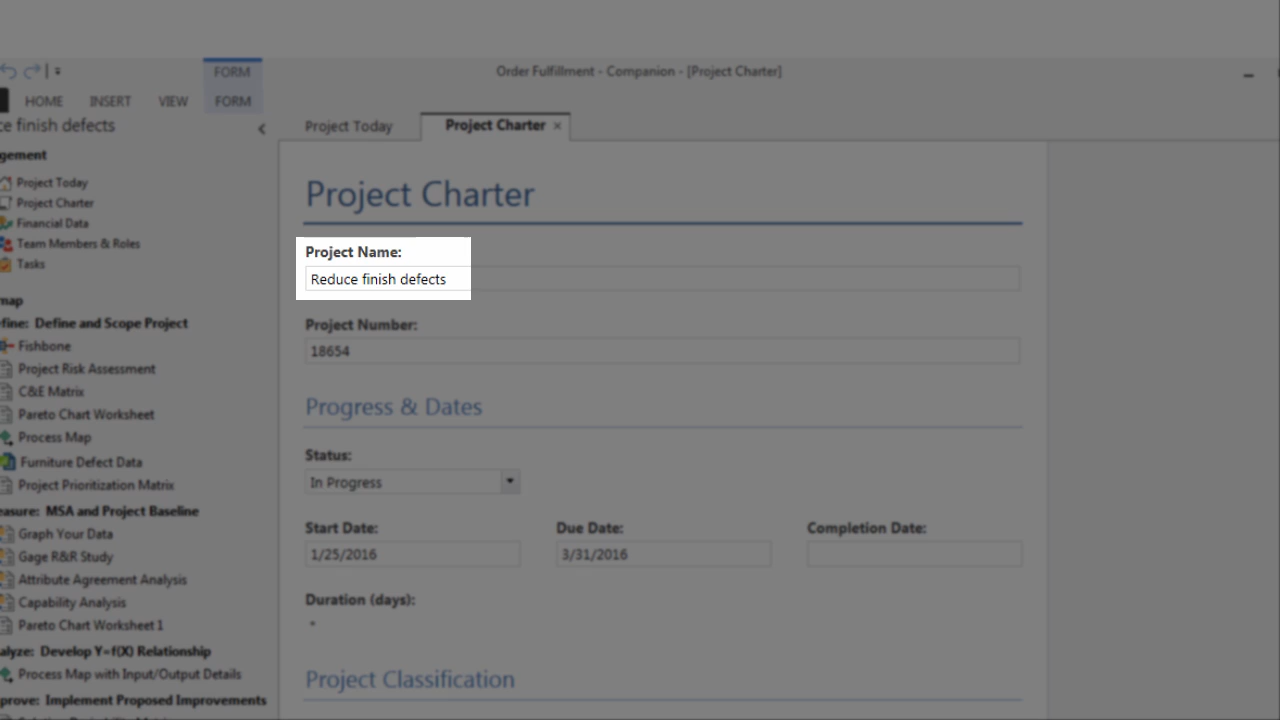 FORM
Order Fulfillment - Companion - [Project Charter]
HOME INSERT VIEW FORM
ce finish defects
Project Today Project Charter
gement
Project Today
Project Charter
Financial Data
Team Members & Roles
Tasks
map
fine: Define and Scope Project
Fishbone
Project Risk Assessment
C&E Matrix
Pareto Chart Worksheet
Process Map
Furniture Defect Data
Project Prioritization Matrix
easure: MSA and Project Baseline
Graph Your Data
Gage R&R Study
Attribute Agreement Analysis
Capability Analysis
Pareto Chart Worksheet 1
alyze: Develop Y=f(X) Relationship
Process Map with Input/Output Details
prove: Implement Proposed Improvements
Project Charter
Project Name:
Reduce finish defects
Project Number:
18654
Progress & Dates
Status:
In Progress
Start Date: Due Date: Completion Date:
1/25/2016 3/31/2016
Duration (days):
*
Project Classification